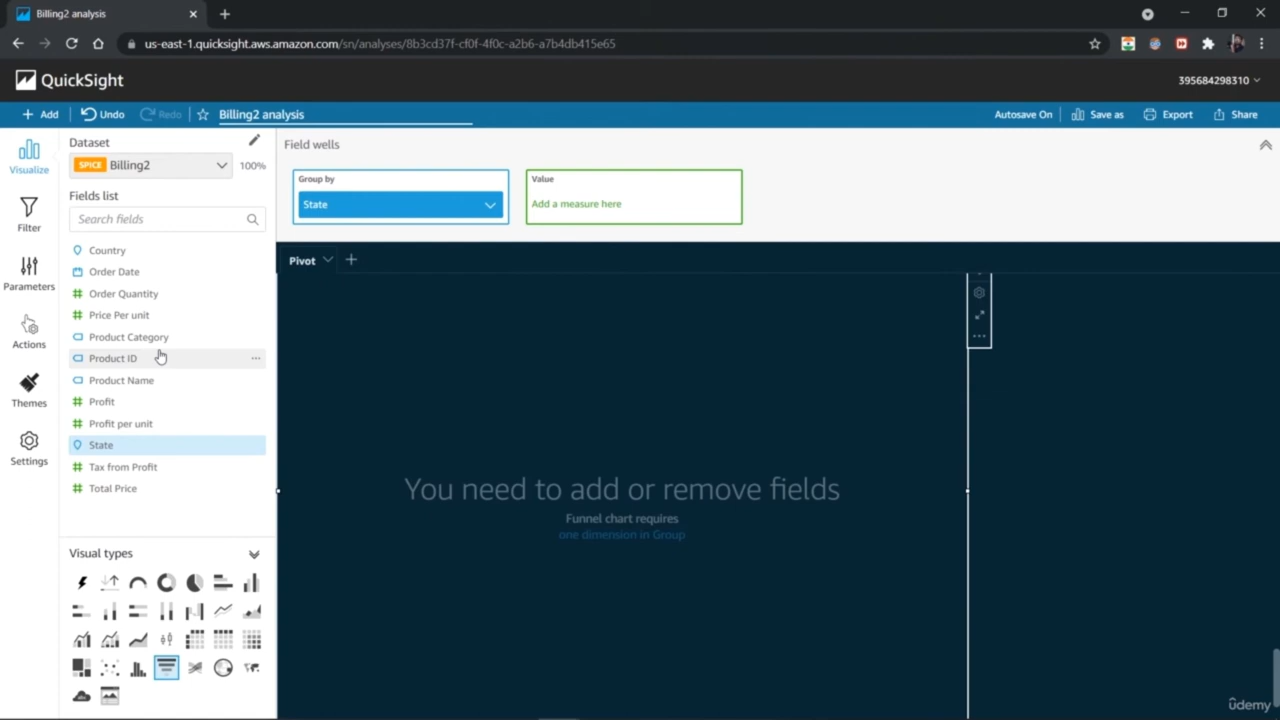 Billing2 analysis
us-east-1.quicksight.aws.amazon.com/sn/analyses/8b3cd37f-cf0f-4f0c-a2b6-a7b4db415e65
QuickSight
395684298310
Add
Undo
Redo
Billing2 analysis
Autosave On
Save as
Export
Share
Visualize
Filter
Parameters
Actions
Themes
Settings
Dataset
SPICE Billing2
100%
Fields list
Search fields
Country
Order Date
Order Quantity
Price Per unit
Product Category
Product ID
Product Name
Profit
Profit per unit
State
Tax from Profit
Total Price
Visual types
Field wells
Group by
State
Value
Add a measure here
Pivot
You need to add or remove fields
Funnel chart requires
one dimension in Group
ûdemy